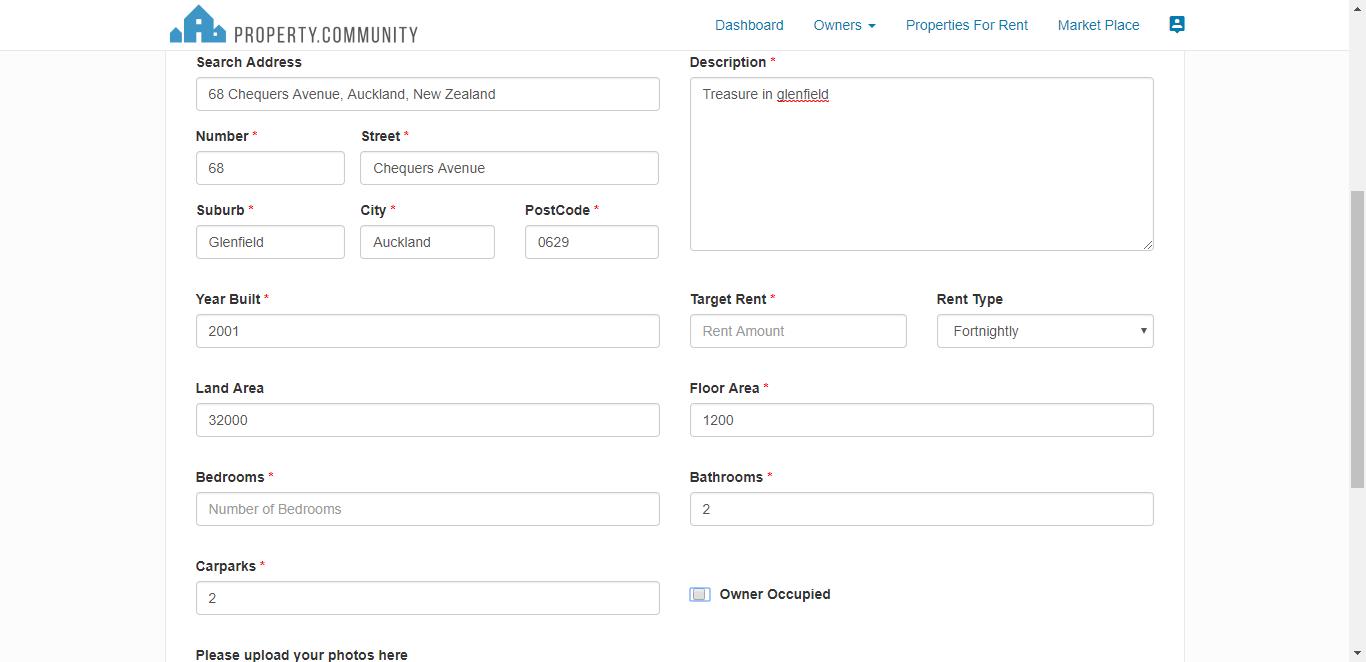 PROPERTY.COMMUNITY
Dashboard Owners Properties For Rent Market Place
Search Address
68 Chequers Avenue, Auckland, New Zealand
Description *
Treasure in glenfield
Number * Street *
68 Chequers Avenue
Suburb * City * PostCode *
Glenfield Auckland 0629
Year Built * Target Rent * Rent Type
2001 Rent Amount Fortnightly
Land Area Floor Area *
32000 1200
Bedrooms * Bathrooms *
Number of Bedrooms 2
Carparks *
2
Owner Occupied
Please upload your photos here